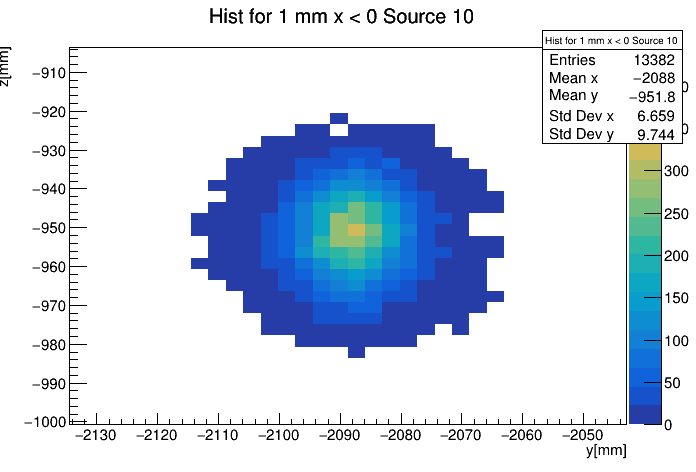 Hist for 1 mm x < 0 Source 10
Hist for 1 mm x < 0 Source 10
Entries 13382
Mean x −2088
Mean y −951.8
Std Dev x 6.659
Std Dev y 9.744
z[mm]
−910
−920
−930
−940
−950
−960
−970
−980
−990
−1000
−2130 −2120 −2110 −2100 −2090 −2080 −2070 −2060 −2050
y[mm]
300
250
200
150
100
50
0